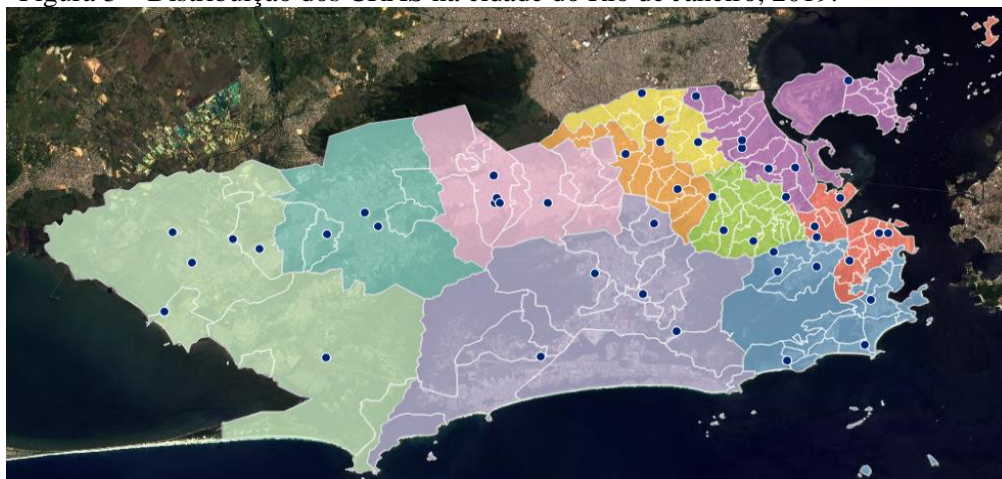 Figura 3 – Distribuição dos CRAS na cidade do Rio de Janeiro, 2019.